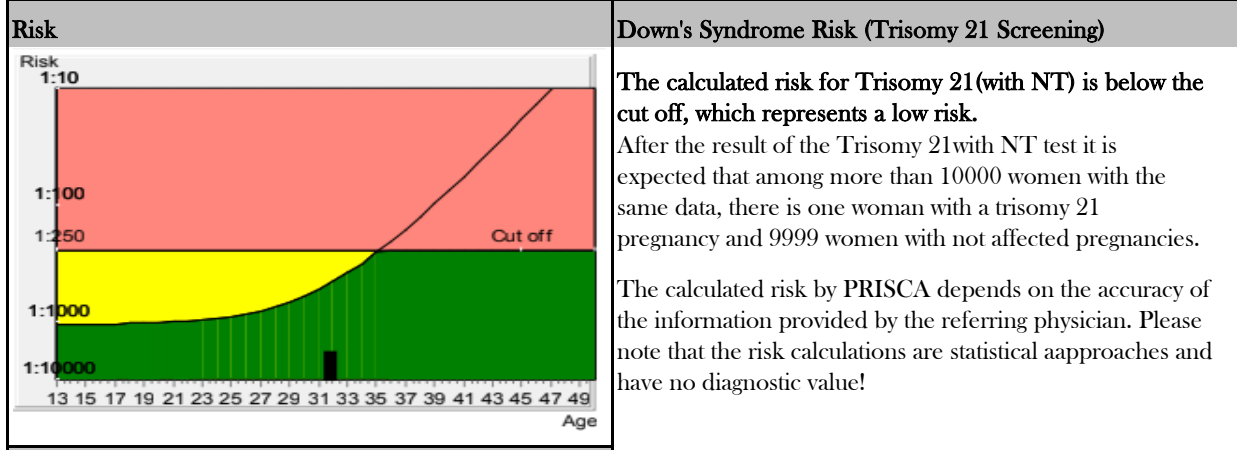 Risk
Down's Syndrome Risk (Trisomy 21 Screening)
Risk
1:10
1:100
1:250
Cut off
1:1000
1:10000
13 15 17 19 21 23 25 27 29 31 33 35 37 39 41 43 45 47 49
Age
The calculated risk for Trisomy 21(with NT) is below the
cut off, which represents a low risk.
After the result of the Trisomy 21with NT test it is
expected that among more than 10000 women with the
same data, there is one woman with a trisomy 21
pregnancy and 9999 women with not affected pregnancies.
The calculated risk by PRISCA depends on the accuracy of
the information provided by the referring physician. Please
note that the risk calculations are statistical aapproaches and
have no diagnostic value!